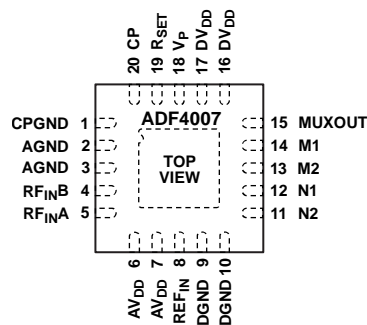 20 CP
19 RSET
18 VP
17 DVDD
16 DVDD
ADF4007
TOP
VIEW
CPGND 1
AGND 2
AGND 3
RFINB 4
RFINA 5
15 MUXOUT
14 M1
13 M2
12 N1
11 N2
AVDD 6
AVDD 7
REFIN 8
DGND 9
DGND 10